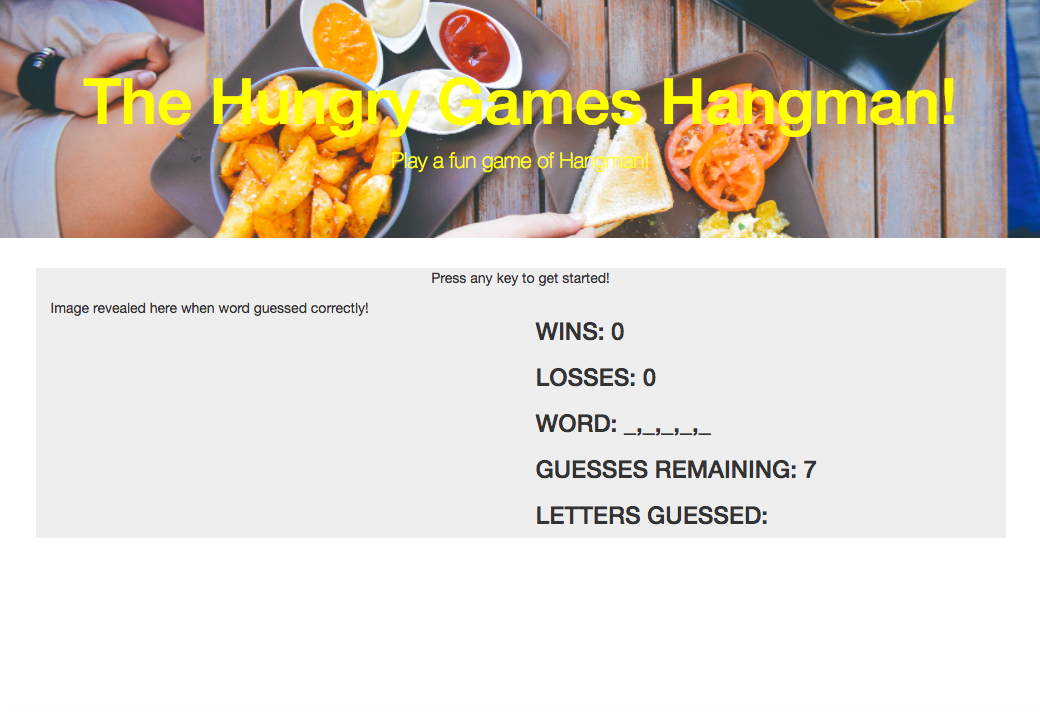 The Hungry Games Hangman!
Play a fun game of Hangman!
Press any key to get started!
Image revealed here when word guessed correctly!
WINS: 0
LOSSES: 0
WORD: _,_,_,_,_
GUESSES REMAINING: 7
LETTERS GUESSED: